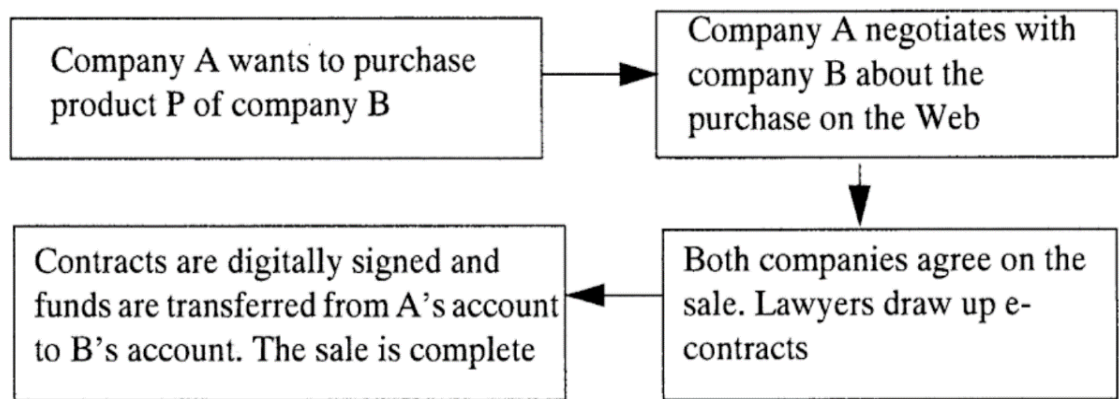 Company A wants to purchase
product P of company B
Company A negotiates with
company B about the
purchase on the Web
Both companies agree on the
sale. Lawyers draw up e-
contracts
Contracts are digitally signed and
funds are transferred from A's account
to B's account. The sale is complete